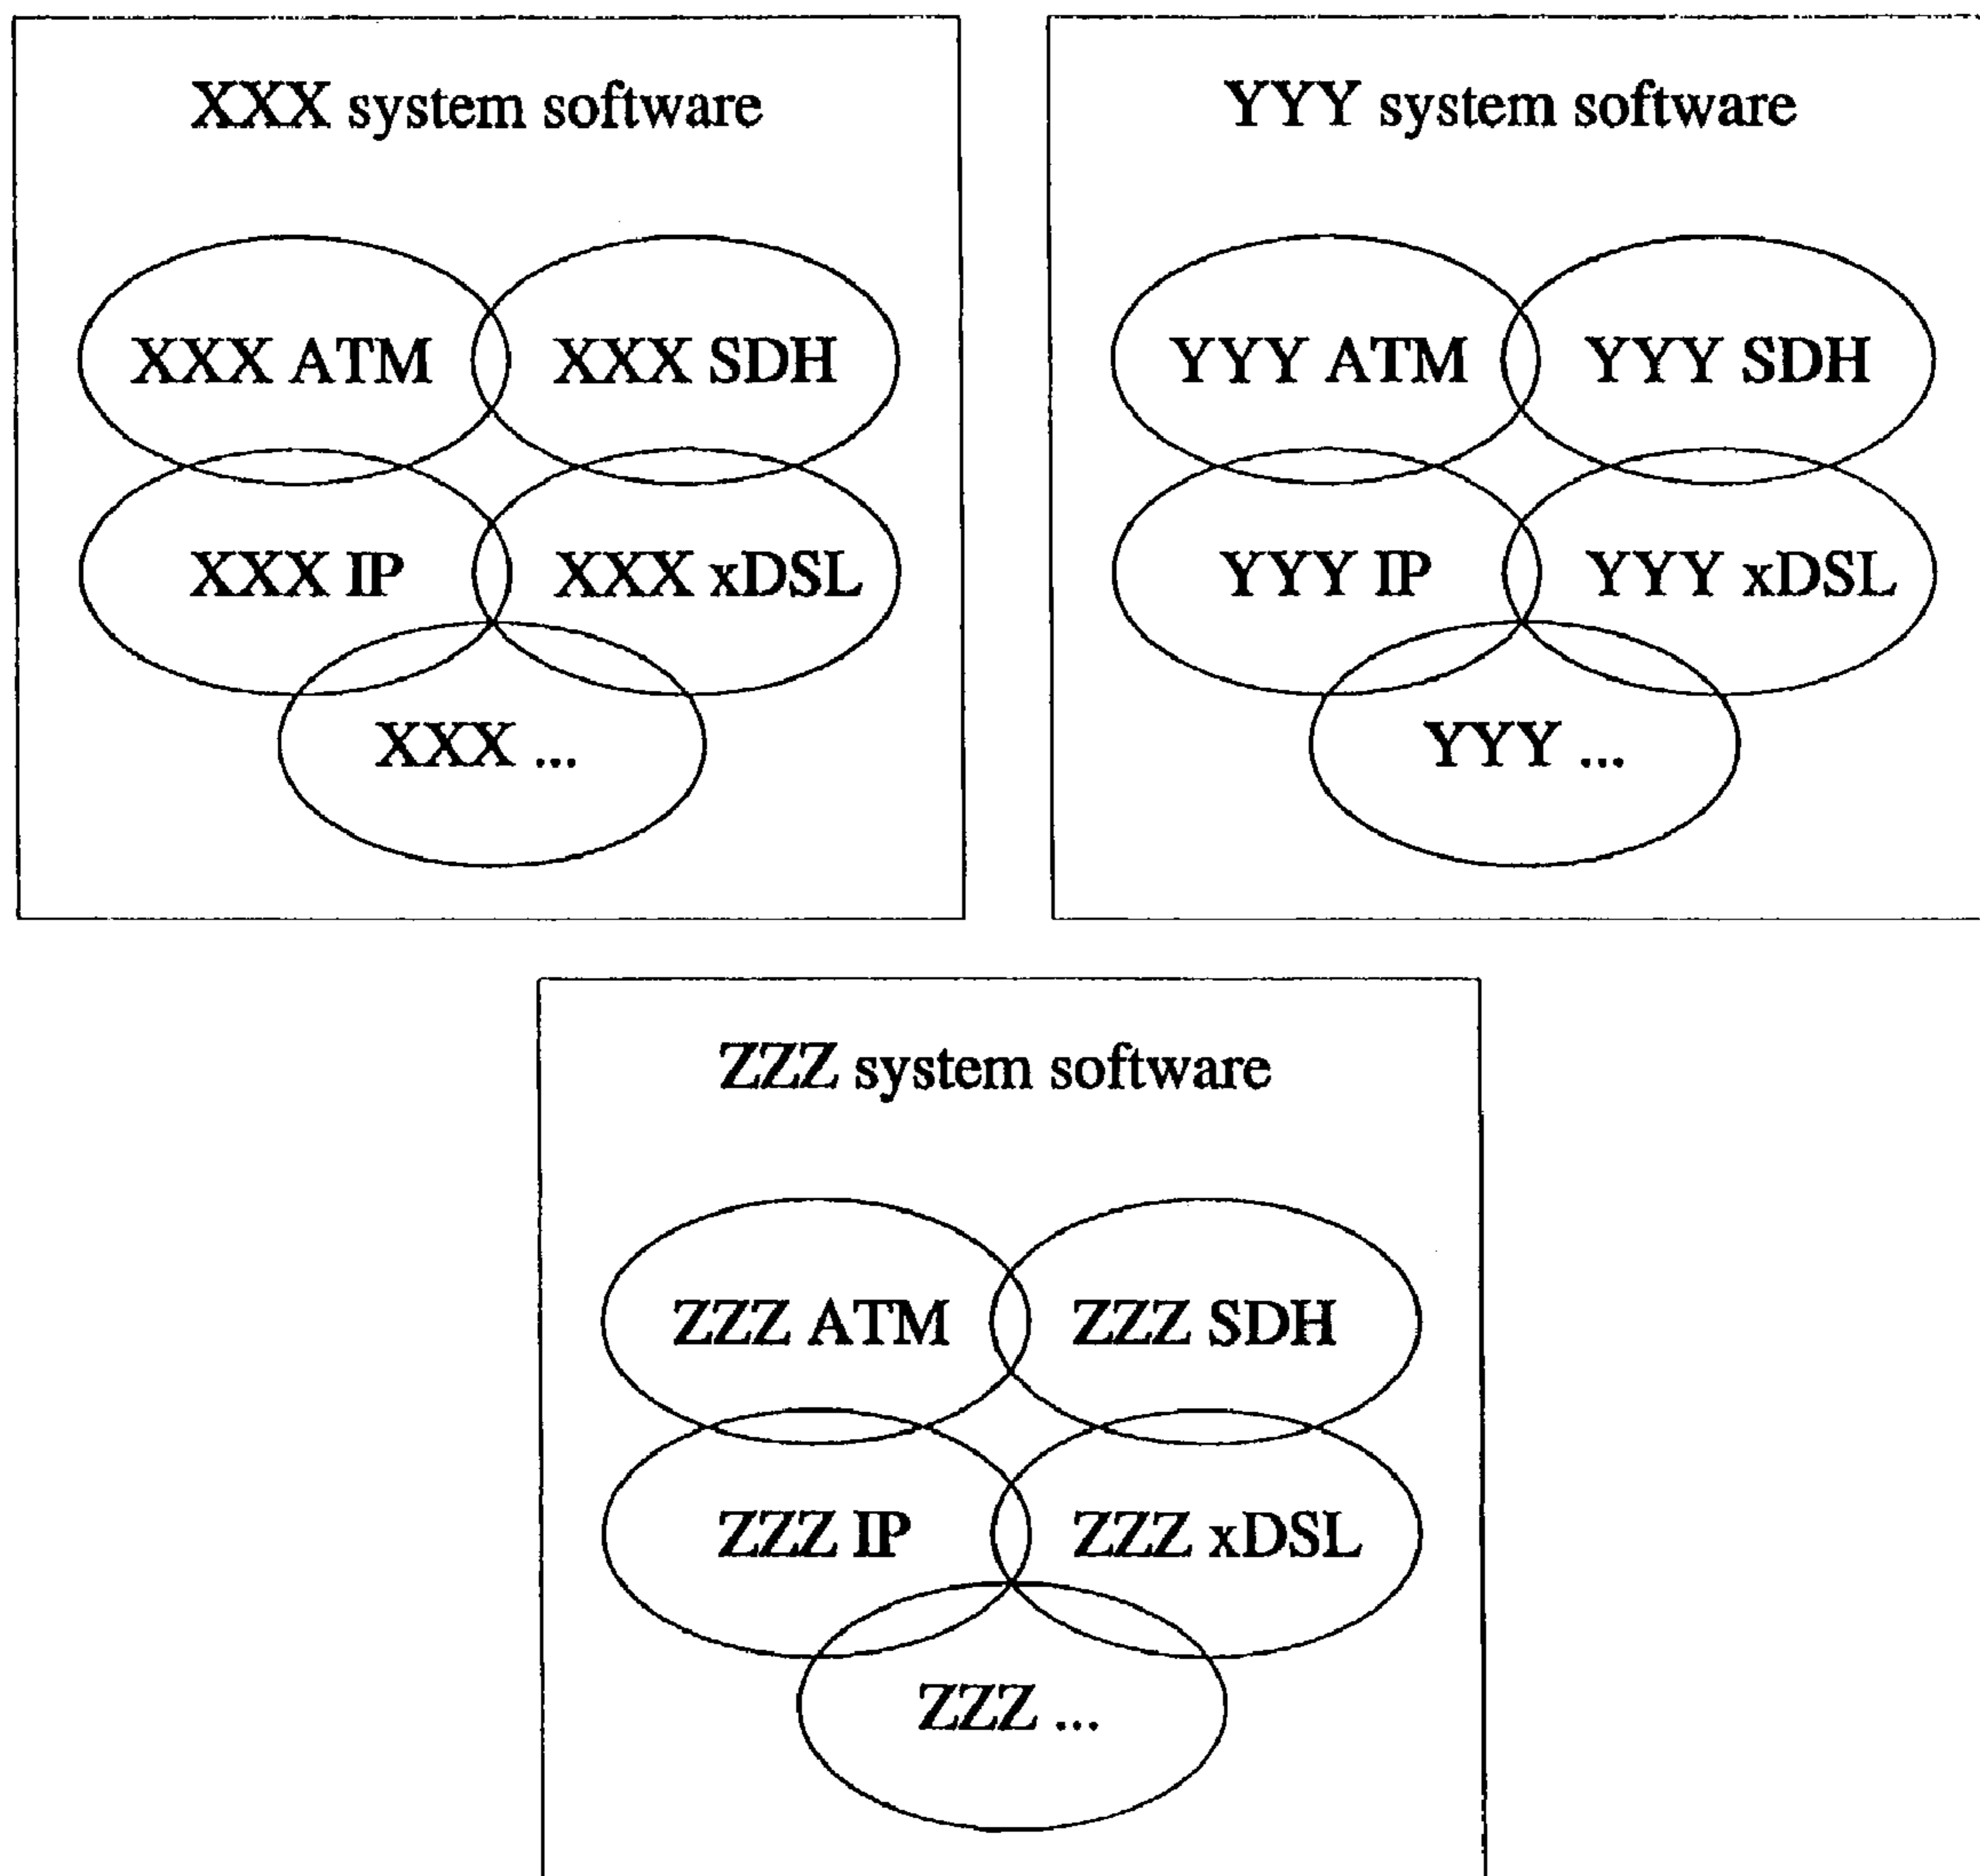 XXX system software
XXX ATM
XXX SDH
XXX IP
XXX xDSL
XXX ...
YYY system software
YYY ATM
YYY SDH
YYY IP
YYY xDSL
YYY ...
ZZZ system software
ZZZ ATM
ZZZ SDH
ZZZ IP
ZZZ xDSL
ZZZ ...